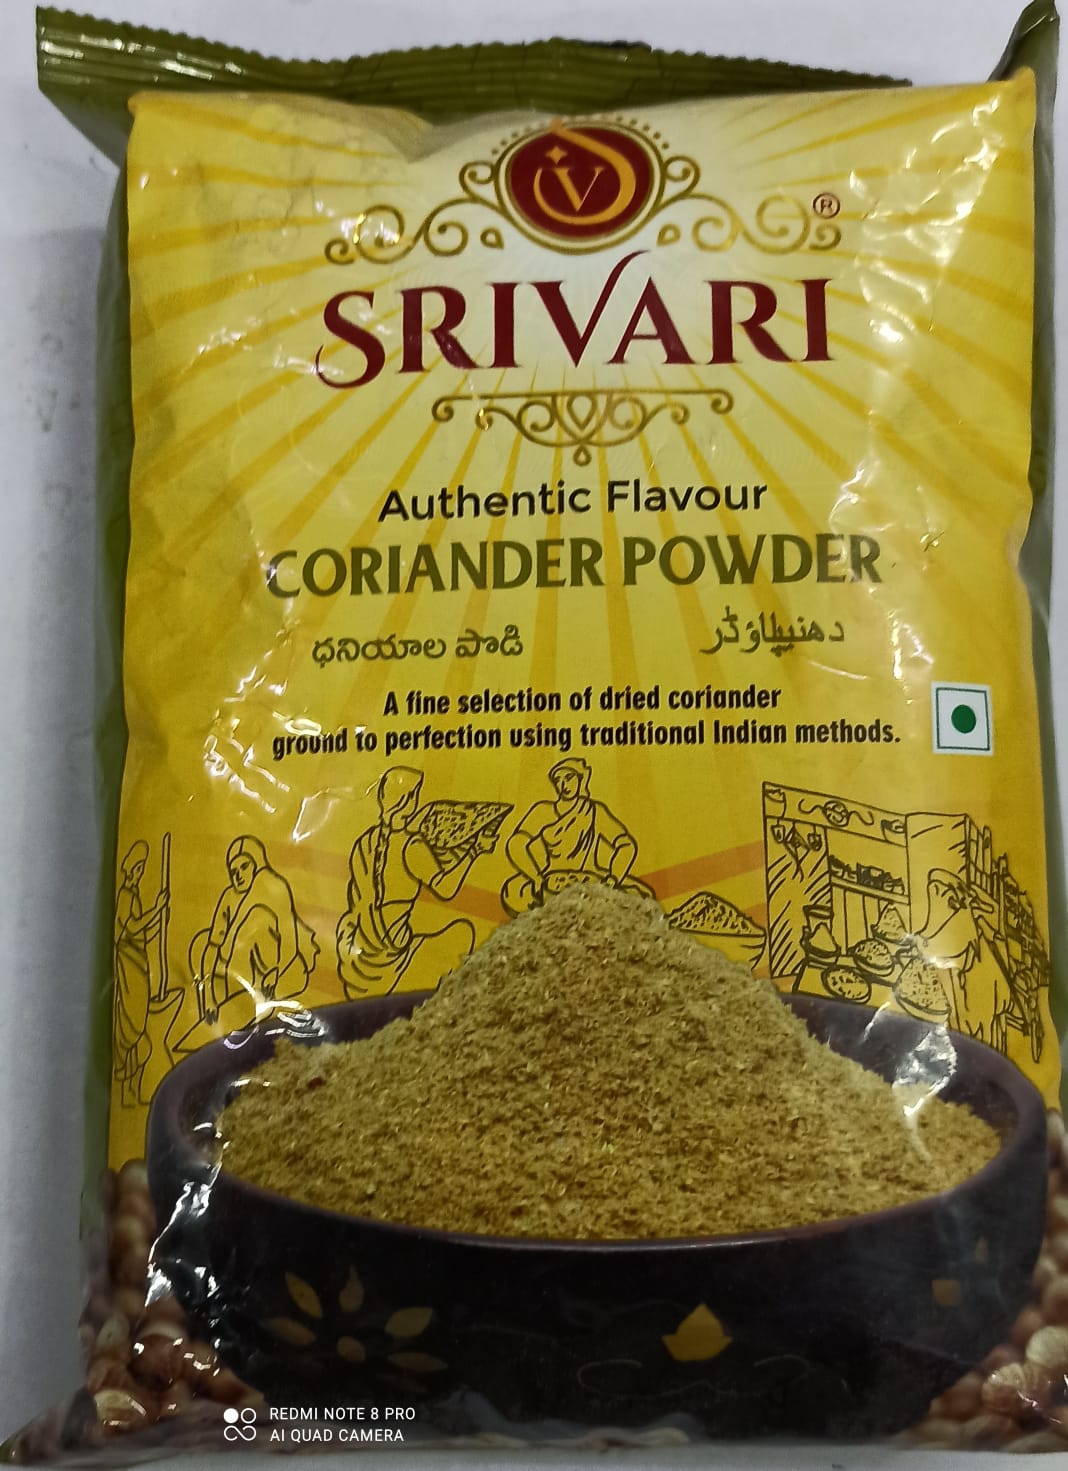 V
®
SRIVARI
Authentic Flavour
CORIANDER POWDER
ధనియాల పొడి
دھنیاپاؤڈر
A fine selection of dried coriander
ground to perfection using traditional Indian methods.
REDMI NOTE 8 PRO
AI QUAD CAMERA